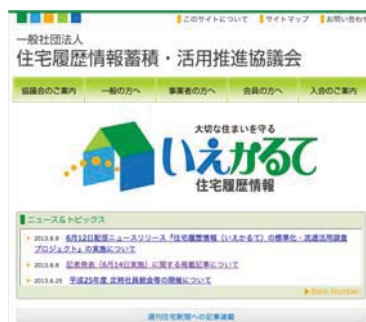 このサイトについて サイトマップ お問い合わせ
一般社団法人
住宅履歴情報蓄積・活用推進協議会
協議会のご案内 一般の方へ 事業者の方へ 会員の方へ 入会のご案内
大切な住まいを守る
いえかるて
住宅履歴情報
ニュース&トピックス
2013.8.8 6月12日配信ニュースリリース『住宅履歴情報（いえかるて）の標準化・流通活用調査
プロジェクト』の実施について
2013.8.8 記者発表（6月14日実施）に関する掲載記事について
2013.6.25 平成25年度 定時社員総会等の開催について
Back Number
週刊住宅新聞への記事連載